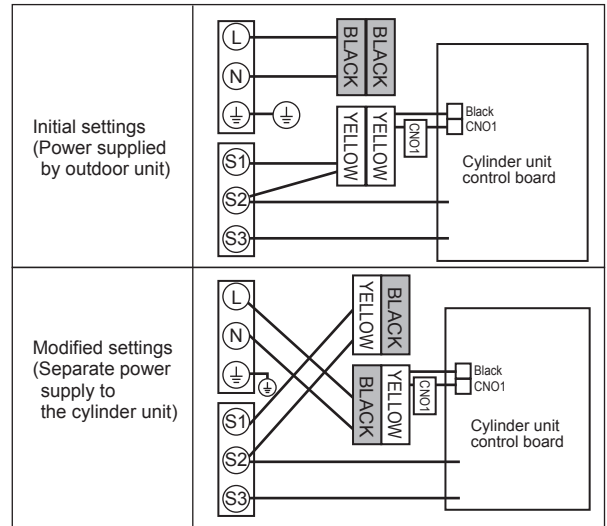 Initial settings
(Power supplied
by outdoor unit)
L
N
S1
S2
S3
BLACK
BLACK
YELLOW
YELLOW
CNO1
Black
CNO1
Cylinder unit
control board
Modified settings
(Separate power
supply to
the cylinder unit)
L
N
S1
S2
S3
YELLOW
BLACK
BLACK
YELLOW
CNO1
Black
CNO1
Cylinder unit
control board